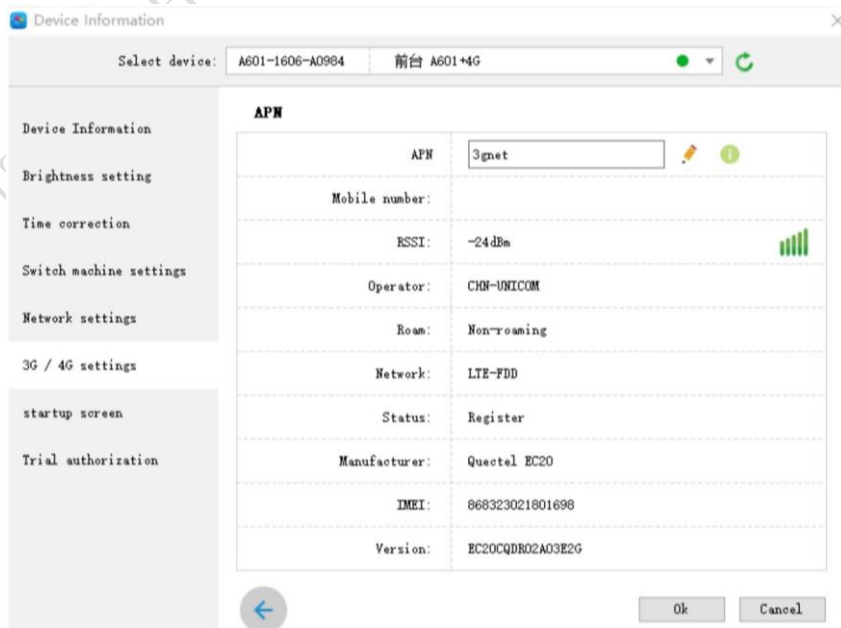 Device Information
Select device: A601-1606-A0984 前台 A601+4G
Device Information
Brightness setting
Time correction
Switch machine settings
Network settings
3G / 4G settings
startup screen
Trial authorization
APN
APN 3gnet
Mobile number:
RSSI: -24dBm
Operator: CHN-UNICOM
Roam: Non-roaming
Network: LTE-FDD
Status: Register
Manufacturer: Quectel EC20
IMEI: 868323021801698
Version: EC20CQDR02A03E2G
Ok Cancel